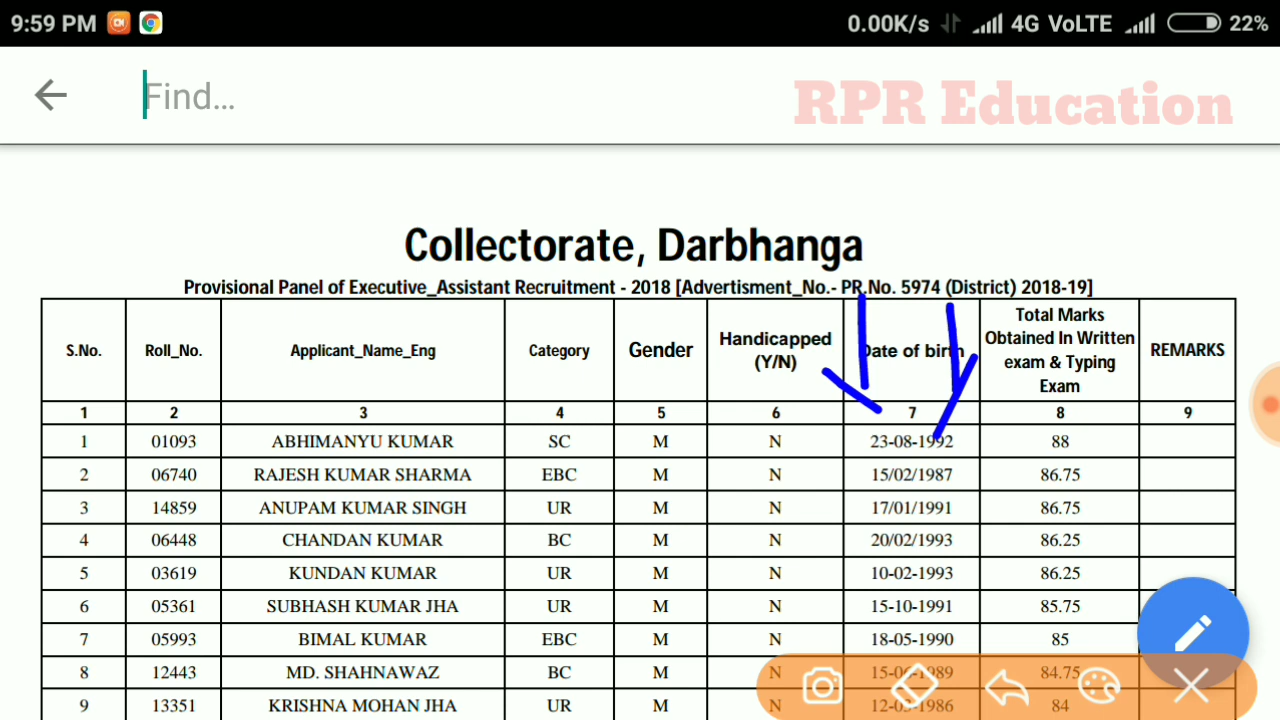 9:59 PM 0.00K/s 4G VoLTE 22%
Find...
RPR Education
Collectorate, Darbhanga
Provisional Panel of Executive_Assistant Recruitment - 2018 [Advertisment_No.- PR.No. 5974 (District) 2018-19]
S.No. Roll_No. Applicant_Name_Eng Category Gender Handicapped (Y/N) Date of birth Total Marks Obtained In Written exam & Typing Exam REMARKS
1 2 3 4 5 6 7 8 9
1 01093 ABHIMANYU KUMAR SC M N 23-08-1992 88
2 06740 RAJESH KUMAR SHARMA EBC M N 15/02/1987 86.75
3 14859 ANUPAM KUMAR SINGH UR M N 17/01/1991 86.75
4 06448 CHANDAN KUMAR BC M N 20/02/1993 86.25
5 03619 KUNDAN KUMAR UR M N 10-02-1993 86.25
6 05361 SUBHASH KUMAR JHA UR M N 15-10-1991 85.75
7 05993 BIMAL KUMAR EBC M N 18-05-1990 85
8 12443 MD. SHAHNAWAZ BC M N 84.75
9 13351 KRISHNA MOHAN JHA UR M N 84